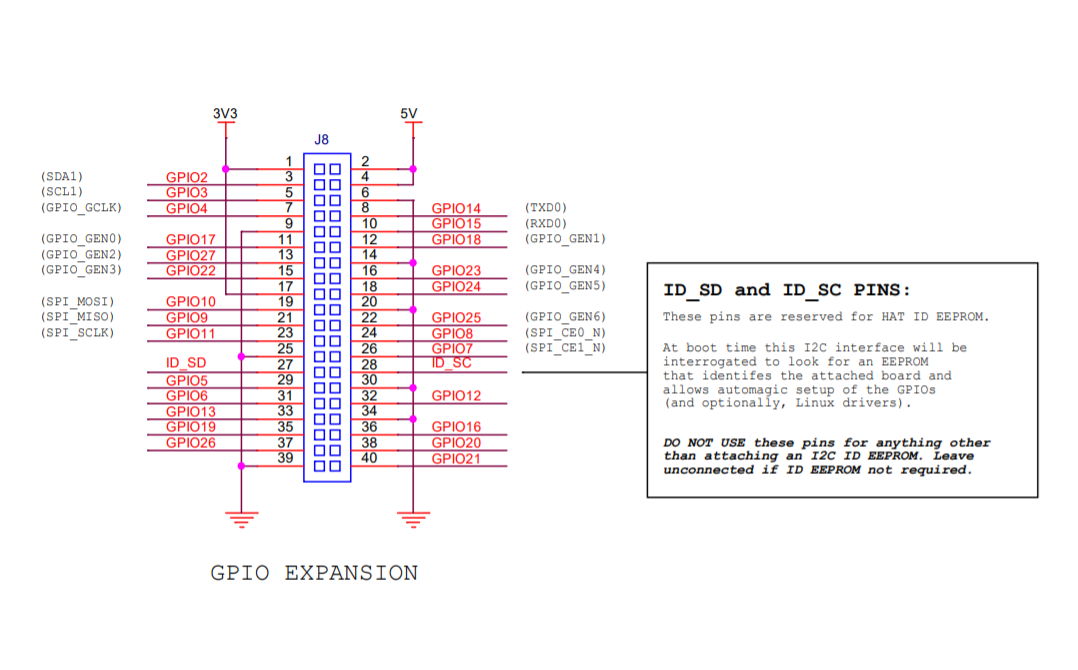 3V3 5V
J8
1 2
(SDA1) GPIO2 3 4
(SCL1) GPIO3 5 6
(GPIO_GCLK) GPIO4 7 8 GPIO14 (TXD0)
9 10 GPIO15 (RXD0)
(GPIO_GEN0) GPIO17 11 12 GPIO18 (GPIO_GEN1)
(GPIO_GEN2) GPIO27 13 14
(GPIO_GEN3) GPIO22 15 16 GPIO23 (GPIO_GEN4)
17 18 GPIO24 (GPIO_GEN5)
(SPI_MOSI) GPIO10 19 20
(SPI_MISO) GPIO9 21 22 GPIO25 (GPIO_GEN6)
(SPI_SCLK) GPIO11 23 24 GPIO8 (SPI_CE0_N)
25 26 GPIO7 (SPI_CE1_N)
ID_SD 27 28 ID_SC
GPIO5 29 30
GPIO6 31 32 GPIO12
GPIO13 33 34
GPIO19 35 36 GPIO16
GPIO26 37 38 GPIO20
39 40 GPIO21
GPIO EXPANSION
ID_SD and ID_SC PINS:
These pins are reserved for HAT ID EEPROM.
At boot time this I2C interface will be
interrogated to look for an EEPROM
that identifes the attached board and
allows automagic setup of the GPIOs
(and optionally, Linux drivers).
DO NOT USE these pins for anything other
than attaching an I2C ID EEPROM. Leave
unconnected if ID EEPROM not required.